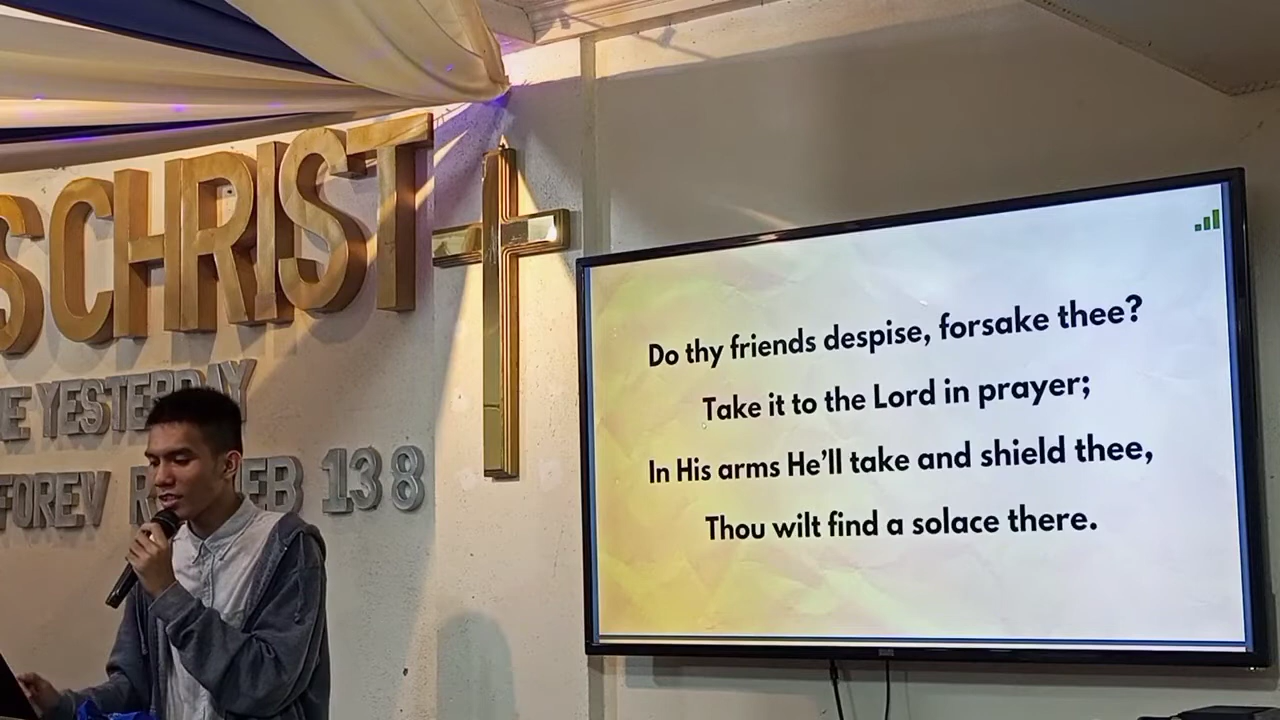 SCHRIST
E YESTERDAY
FOREV R EB 13 8
Do thy friends despise, forsake thee?
Take it to the Lord in prayer;
In His arms He'll take and shield thee,
Thou wilt find a solace there.